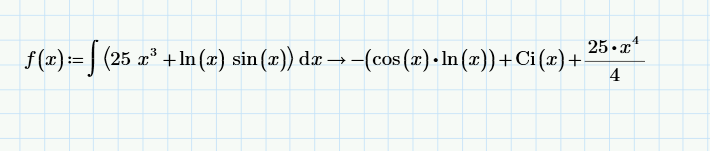 f(x):=∫(25 x³ +ln(x) sin(x)) dx → −(cos(x)·ln(x))+Ci(x)+25·x⁴/4